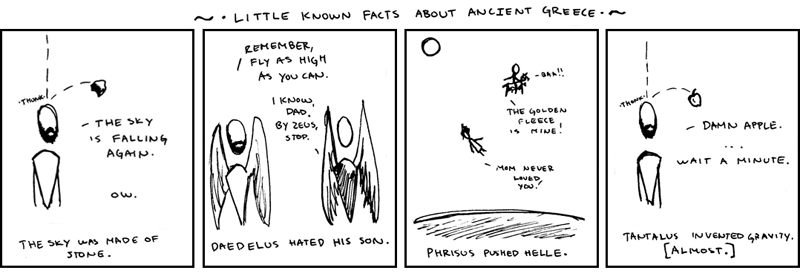 ~ · LITTLE KNOWN FACTS ABOUT ANCIENT GREECE · ~
·THUNK·
- THE SKY
IS FALLING
AGAIN.
OW.
THE SKY WAS MADE OF
STONE.
REMEMBER,
FLY AS HIGH
AS YOU CAN.
I KNOW,
DAD.
BY ZEUS,
STOP.
DAEDELUS HATED HIS SON.
- BAA!!
THE GOLDEN
FLEECE
IS MINE!
MOM NEVER
LOVED
YOU!
PHRISUS PUSHED HELLE.
·THUNK·
- DAMN APPLE.
...
WAIT A MINUTE.
TANTALUS INVENTED GRAVITY.
[ALMOST.]